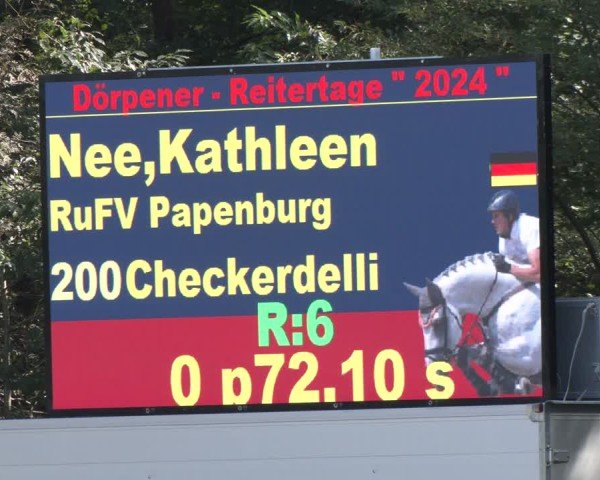 Dörpener - Reitertage " 2024 "
Nee,Kathleen
RuFV Papenburg
200 Checkerdelli
R:6
0 p72.10 s